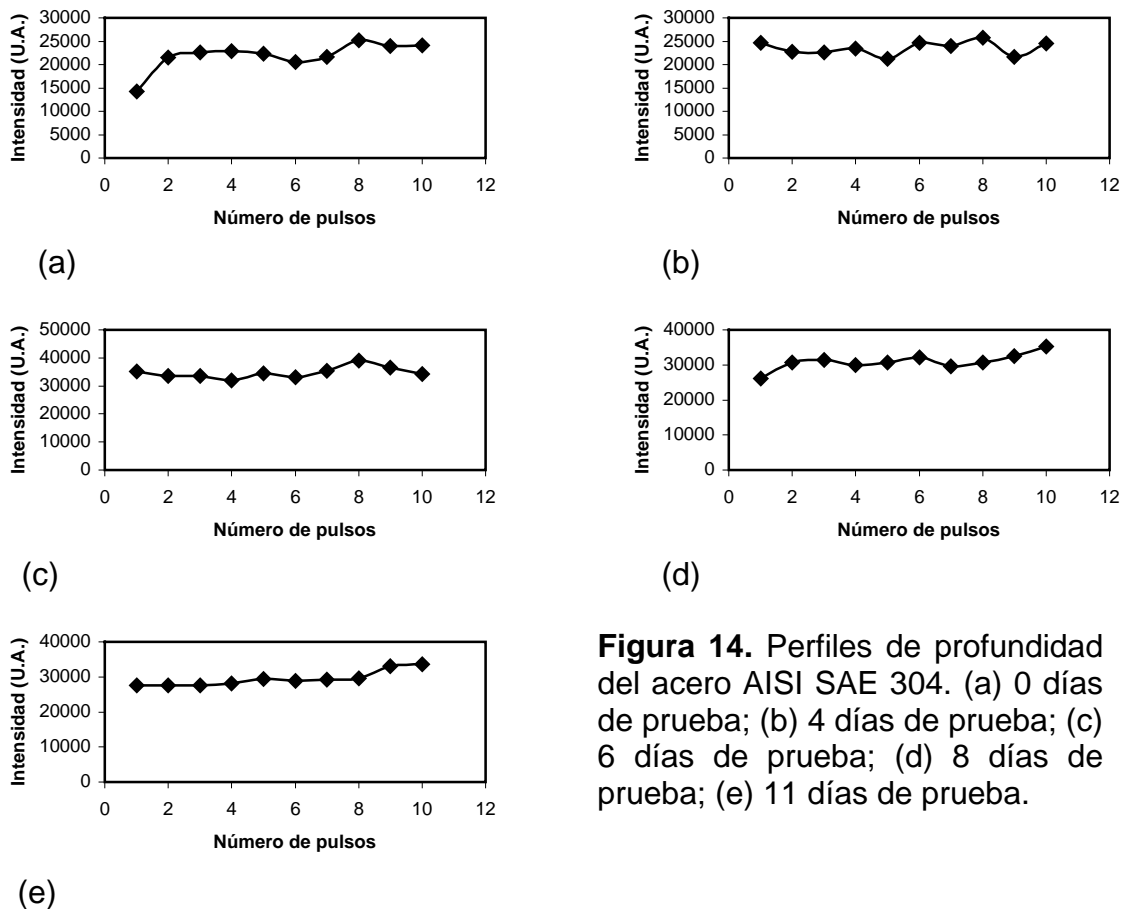 30000
25000
20000
15000
10000
5000
0
Intensidad (U.A.)
0 2 4 6 8 10 12
Número de pulsos
(a)
30000
25000
20000
15000
10000
5000
0
Intensidad (U.A.)
0 2 4 6 8 10 12
Número de pulsos
(b)
50000
40000
30000
20000
10000
0
Intensidad (U.A.)
0 2 4 6 8 10 12
Número de pulsos
(c)
40000
30000
20000
10000
0
Intensidad (U.A.)
0 2 4 6 8 10 12
Número de pulsos
(d)
40000
30000
20000
10000
0
Intensidad (U.A.)
0 2 4 6 8 10 12
Número de pulsos
(e)
Figura 14. Perfiles de profundidad
del acero AISI SAE 304. (a) 0 días
de prueba; (b) 4 días de prueba; (c)
6 días de prueba; (d) 8 días de
prueba; (e) 11 días de prueba.